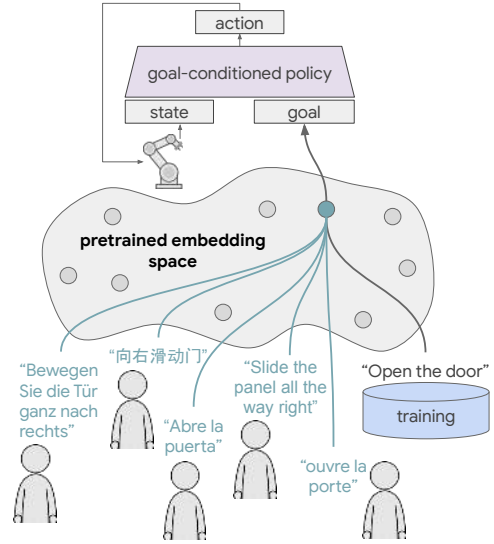 action
goal-conditioned policy
state
goal
pretrained embedding
space
“Bewegen
Sie die Tür
ganz nach
rechts”
“向右滑动门”
“Abre la
puerta”
“Slide the
panel all the
way right”
“ouvre la
porte”
“Open the door”
training